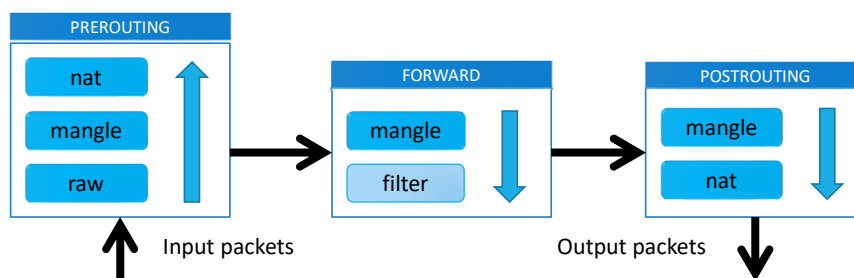 PREROUTING
nat
mangle
raw
FORWARD
mangle
filter
POSTROUTING
mangle
nat
Input packets
Output packets